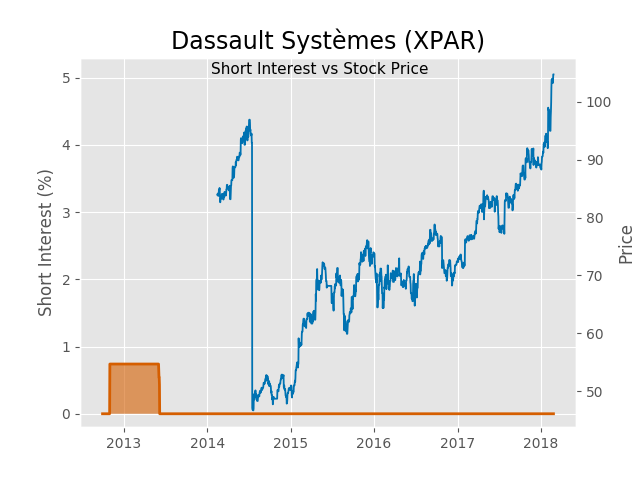 Dassault Systèmes (XPAR)
Short Interest vs Stock Price
Short Interest (%)
5
4
3
2
1
0
100
90
80
70
60
50
Price
2013 2014 2015 2016 2017 2018